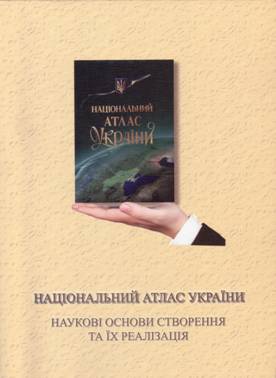 НАЦІОНАЛЬНИЙ
АТЛАС
УКРАЇНИ
НАЦІОНАЛЬНИЙ АТЛАС УКРАЇНИ
НАУКОВІ ОСНОВИ СТВОРЕННЯ
ТА ЇХ РЕАЛІЗАЦІЯ